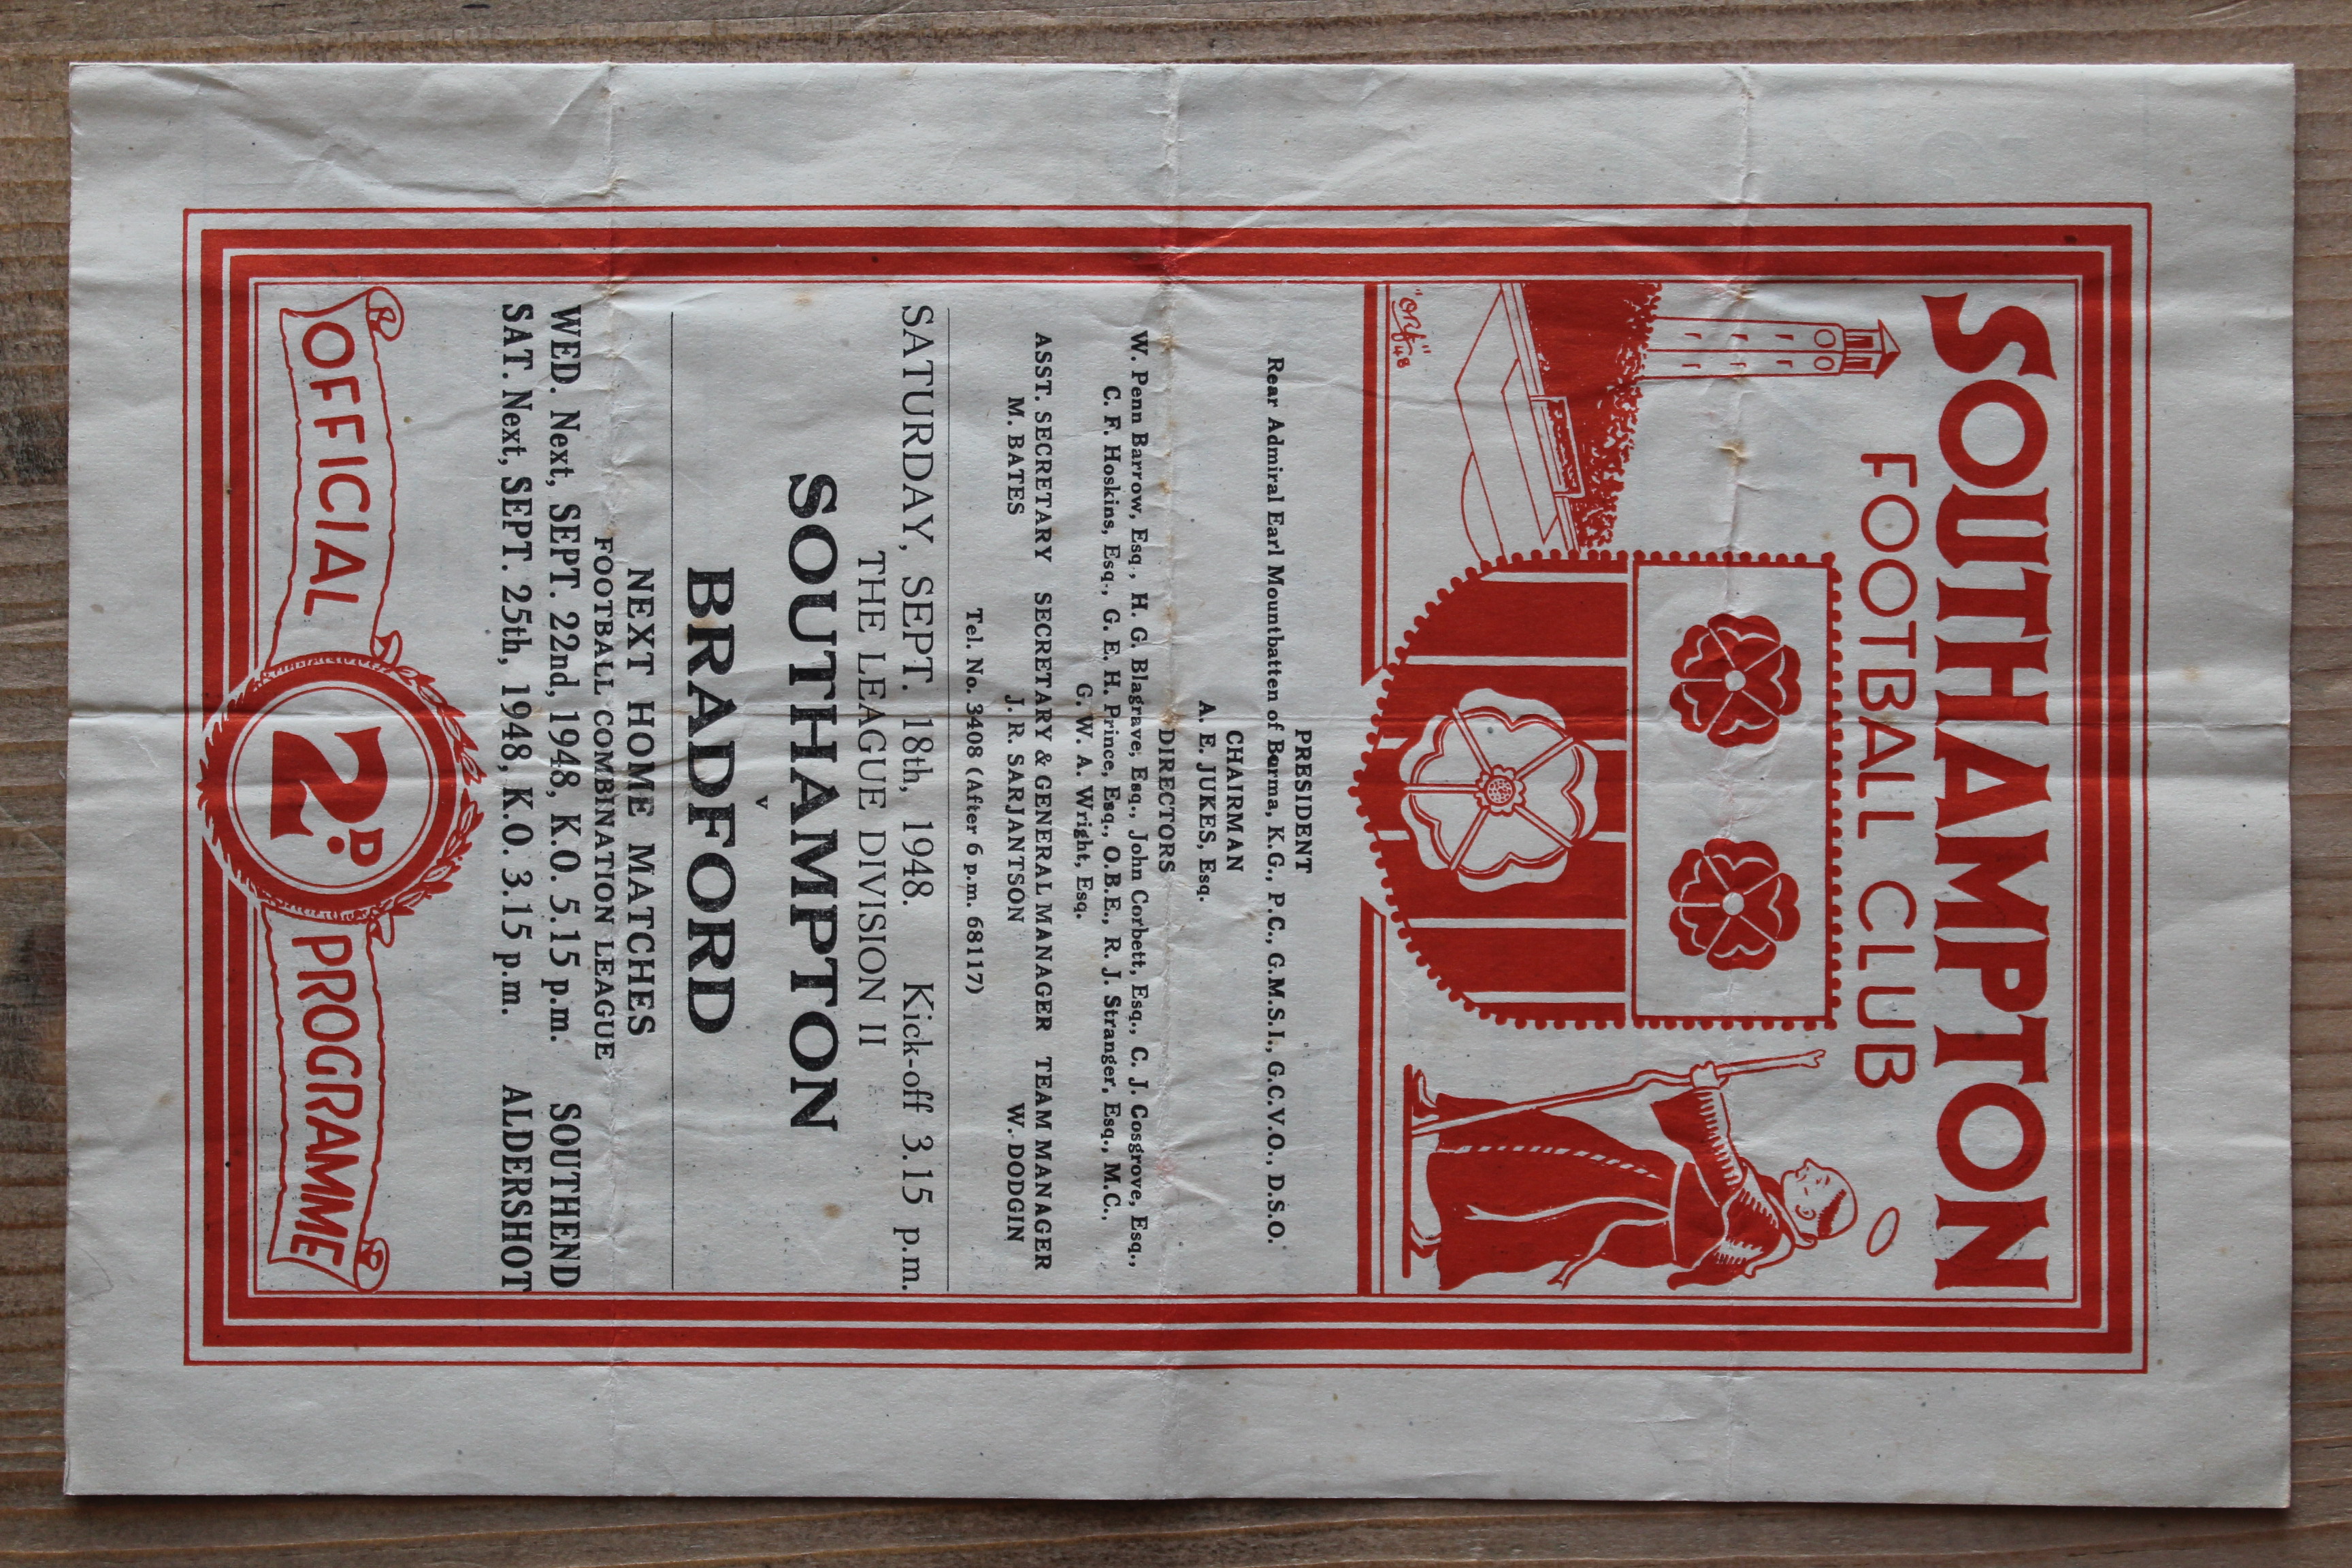 SOUTHAMPTON
FOOTBALL CLUB
"ORF" 48
PRESIDENT
Rear Admiral Earl Mountbatten of Burma, K.G., P.C., G.M.S.I., G.C.V.O., D.S.O.
CHAIRMAN
A. E. JUKES, Esq.
DIRECTORS
W. Penn Barrow, Esq., H. G. Blagrave, Esq., John Corbett, Esq., C. J. Cosgrove, Esq.,
C. F. Hoskins, Esq., G. E. H. Prince, Esq., O.B.E., R. J. Stranger, Esq., M.C.,
G. W. A. Wright, Esq.
ASST. SECRETARY SECRETARY & GENERAL MANAGER TEAM MANAGER
M. BATES J. R. SARJANTSON W. DODGIN
Tel. No. 3408 (After 6 p.m. 68117)
SATURDAY, SEPT. 18th, 1948. Kick-off 3.15 p.m.
THE LEAGUE DIVISION II
SOUTHAMPTON
v
BRADFORD
NEXT HOME MATCHES
FOOTBALL COMBINATION LEAGUE
WED. Next, SEPT. 22nd, 1948, K.O. 5.15 p.m. SOUTHEND
SAT. Next, SEPT. 25th, 1948, K.O. 3.15 p.m. ALDERSHOT
OFFICIAL 2D. PROGRAMME